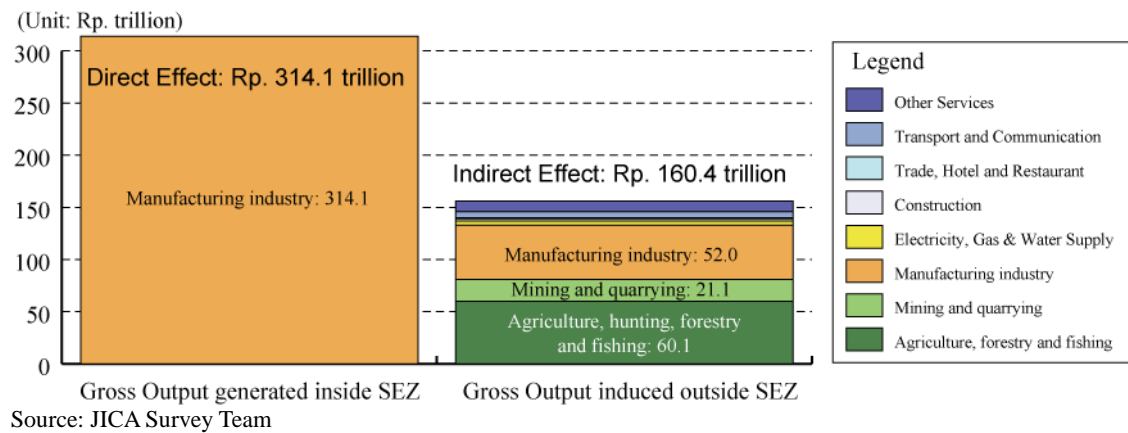 (Unit: Rp. trillion)
300
250
200
150
100
50
0
Direct Effect: Rp. 314.1 trillion
Manufacturing industry: 314.1
Indirect Effect: Rp. 160.4 trillion
Manufacturing industry: 52.0
Mining and quarrying: 21.1
Agriculture, hunting, forestry
and fishing: 60.1
Gross Output generated inside SEZ
Gross Output induced outside SEZ
Legend
Other Services
Transport and Communication
Trade, Hotel and Restaurant
Construction
Electricity, Gas & Water Supply
Manufacturing industry
Mining and quarrying
Agriculture, forestry and fishing
Source: JICA Survey Team